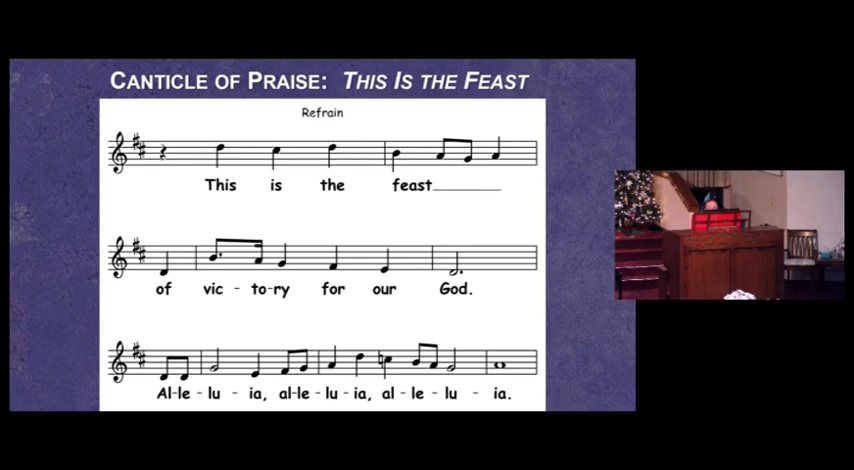 CANTICLE OF PRAISE: THIS IS THE FEAST
Refrain
This is the feast
of vic - to-ry for our God.
Al-le - lu - ia, al-le - lu - ia, al - le - lu - ia.